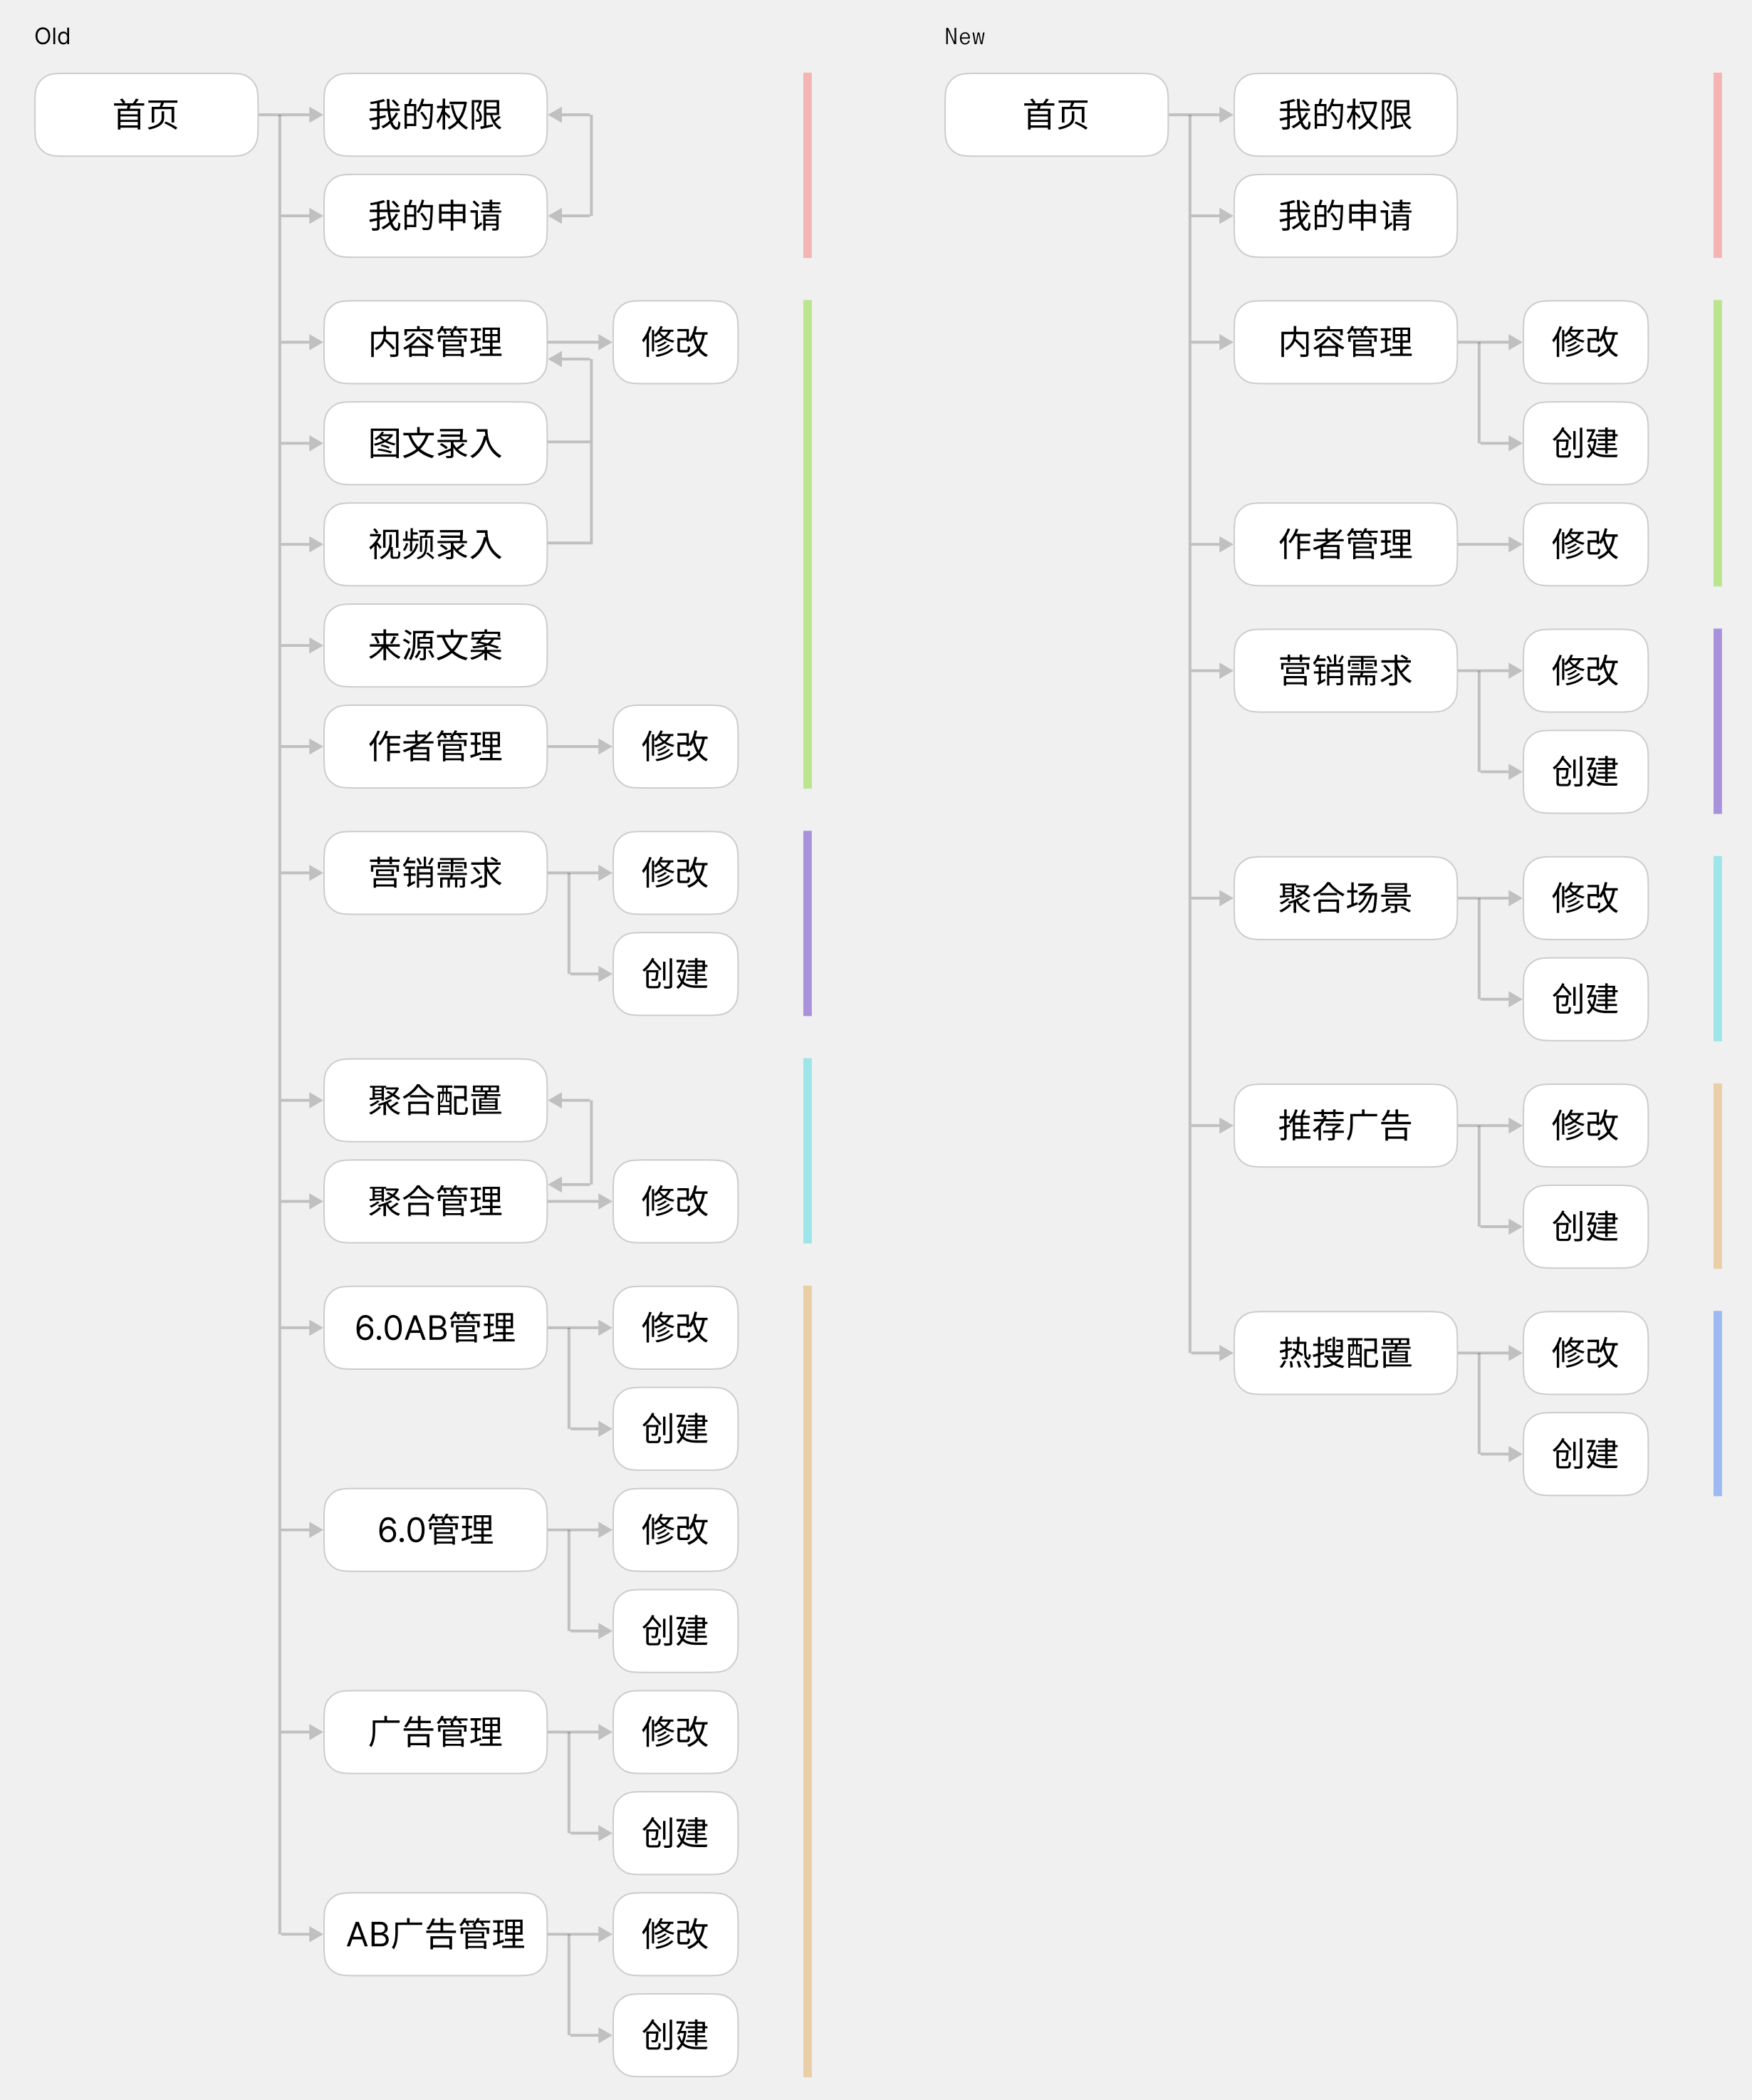 Old
首页
我的权限
我的申请
内容管理
修改
图文录入
视频录入
来源文案
作者管理
修改
营销需求
修改
创建
聚合配置
聚合管理
修改
6.0AB管理
修改
创建
6.0管理
修改
创建
广告管理
修改
创建
AB广告管理
修改
创建
New
首页
我的权限
我的申请
内容管理
修改
创建
作者管理
修改
营销需求
修改
创建
聚合场景
修改
创建
推荐广告
修改
创建
热搜配置
修改
创建